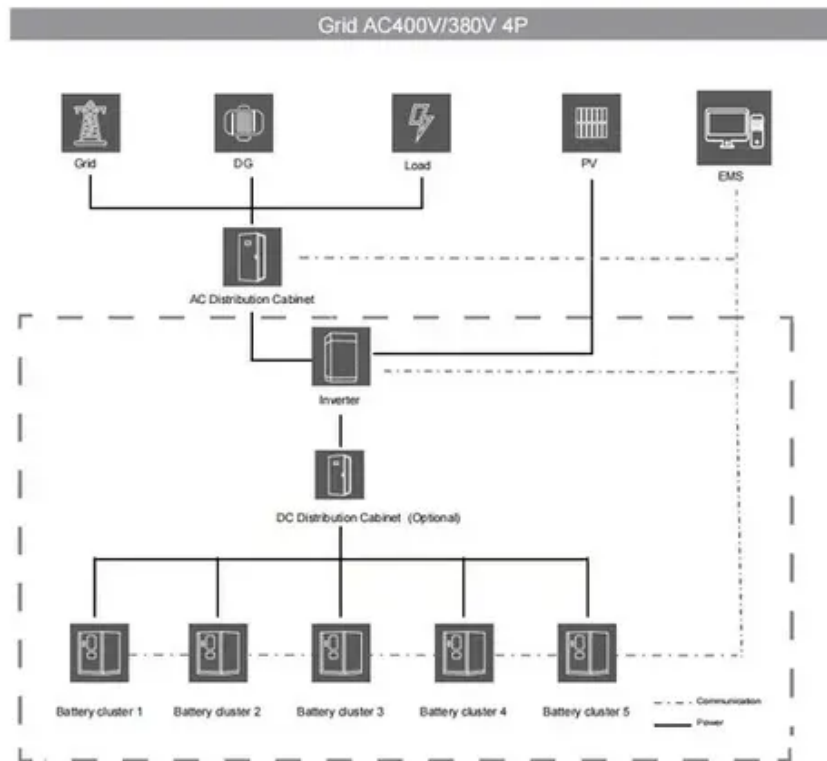 Grid AC400V/380V 4P
Grid
DG
Load
PV
EMS
AC Distribution Cabinet
Inverter
DC Distribution Cabinet (Optional)
Battery cluster 1
Battery cluster 2
Battery cluster 3
Battery cluster 4
Battery cluster 5
Communication
Power